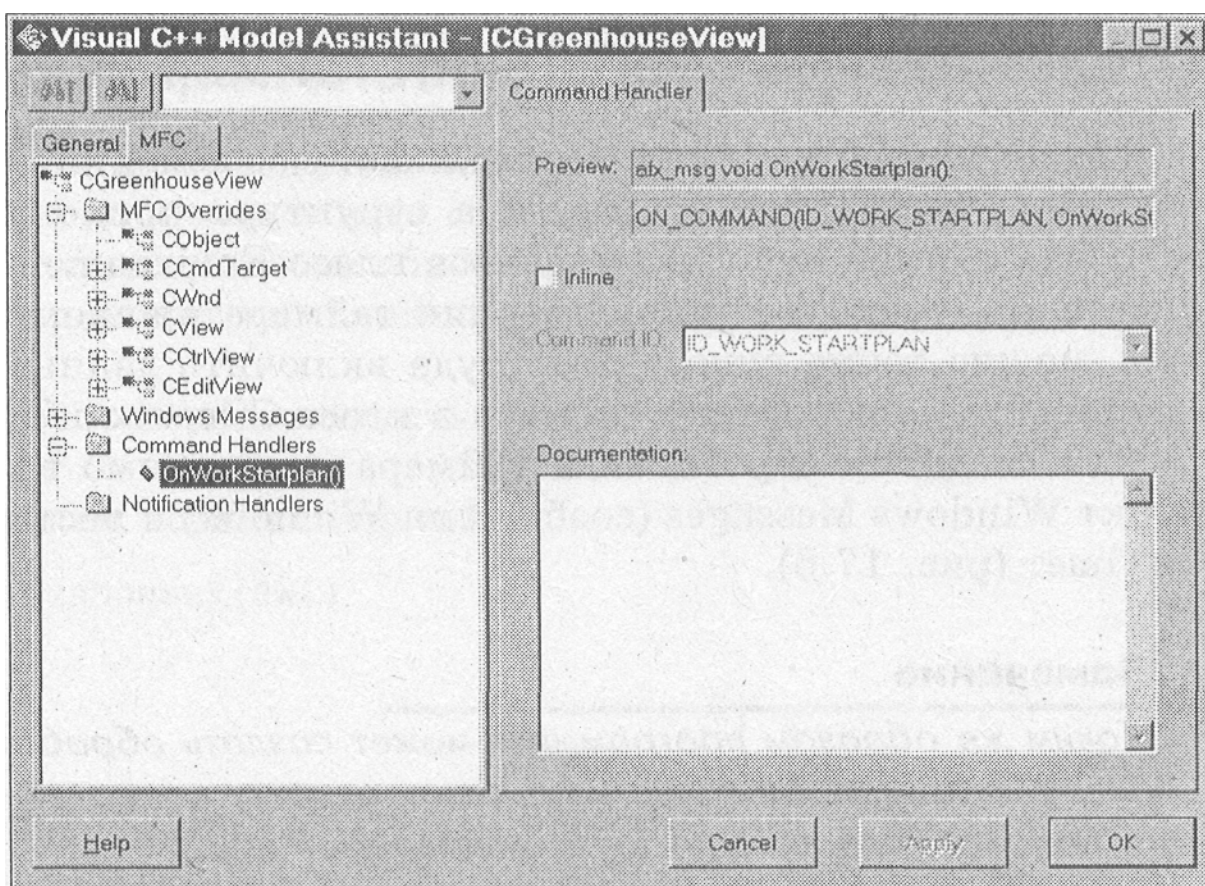 Visual C++ Model Assistant - [CGreenhouseView]
General MFC
CGreenhouseView
MFC Overrides
CObject
CCmdTarget
CWnd
CView
CCtrlView
CEditView
Windows Messages
Command Handlers
OnWorkStartplan()
Notification Handlers
Command Handler
Preview: afx_msg void OnWorkStartplan();
ON_COMMAND(ID_WORK_STARTPLAN, OnWorkSt
Inline
Command ID: ID_WORK_STARTPLAN
Documentation:
Help Cancel Apply OK